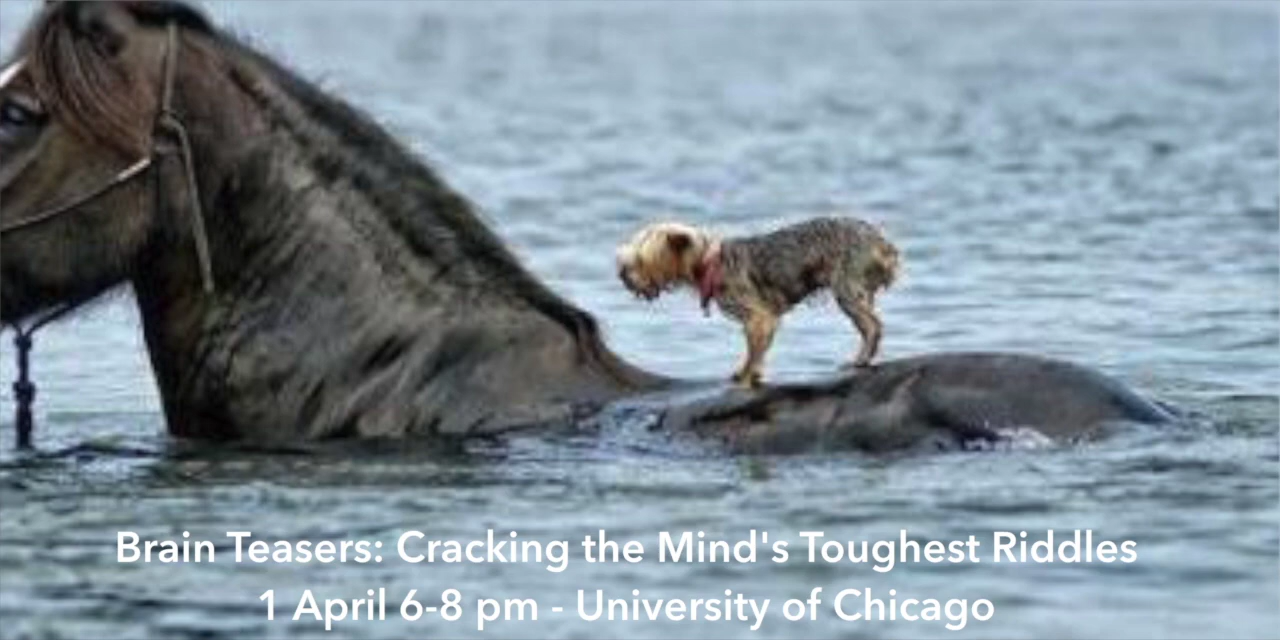 Brain Teasers: Cracking the Mind's Toughest Riddles
1 April 6-8 pm - University of Chicago